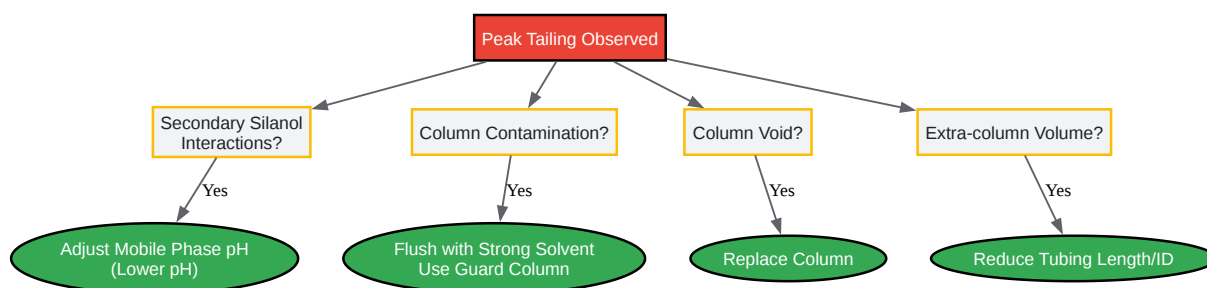 Peak Tailing Observed
Secondary Silanol
Interactions?
Column Contamination?
Column Void?
Extra-column Volume?
Yes
Yes
Yes
Yes
Adjust Mobile Phase pH
(Lower pH)
Flush with Strong Solvent
Use Guard Column
Replace Column
Reduce Tubing Length/ID